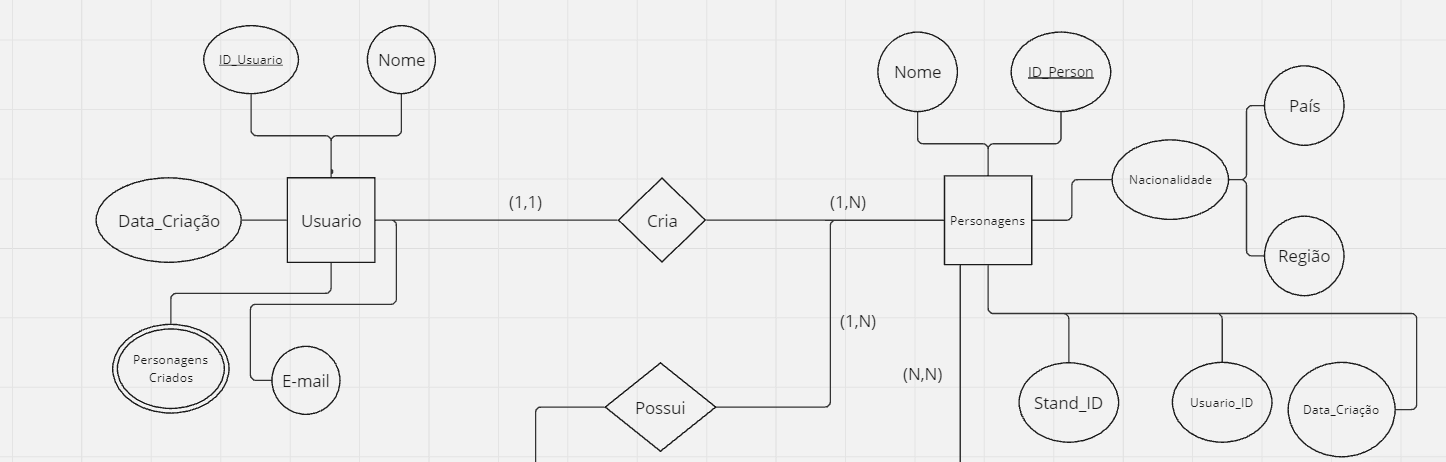 ID_Usuario
Nome
Nome
ID_Person
País
Nacionalidade
Data_Criação
Usuario
(1,1)
Cria
(1,N)
Personagens
Região
(1,N)
Personagens
Criados
E-mail
(N,N)
Possui
Stand_ID
Usuario_ID
Data_Criação